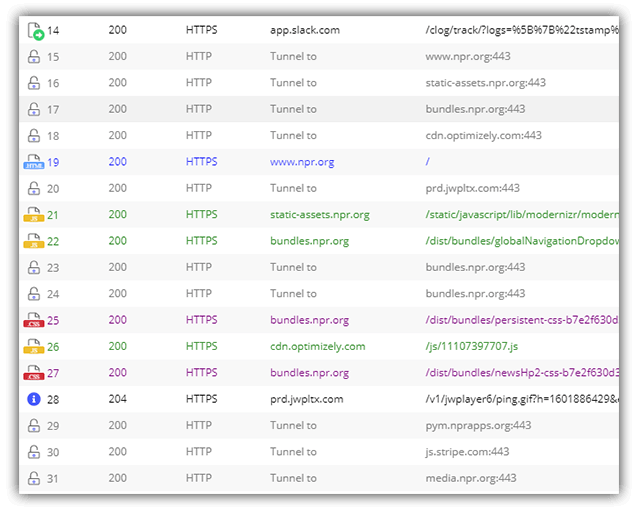 14 200 HTTPS app.slack.com /clog/track/?logs=%5B%7B%22tstamp%
15 200 HTTP Tunnel to www.npr.org:443
16 200 HTTP Tunnel to static-assets.npr.org:443
17 200 HTTP Tunnel to bundles.npr.org:443
18 200 HTTP Tunnel to cdn.optimizely.com:443
19 200 HTTPS www.npr.org /
20 200 HTTP Tunnel to prd.jwpltx.com:443
JS 21 200 HTTPS static-assets.npr.org /static/javascript/lib/modernizr/modern
JS 22 200 HTTPS bundles.npr.org /dist/bundles/globalNavigationDropdow
23 200 HTTP Tunnel to bundles.npr.org:443
24 200 HTTP Tunnel to bundles.npr.org:443
.CSS 25 200 HTTPS bundles.npr.org /dist/bundles/persistent-css-b7e2f630d
JS 26 200 HTTPS cdn.optimizely.com /js/11107397707.js
.CSS 27 200 HTTPS bundles.npr.org /dist/bundles/newsHp2-css-b7e2f630d3
28 204 HTTPS prd.jwpltx.com /v1/jwplayer6/ping.gif?h=1601886429&
29 200 HTTP Tunnel to pym.nprapps.org:443
30 200 HTTP Tunnel to js.stripe.com:443
31 200 HTTP Tunnel to media.npr.org:443